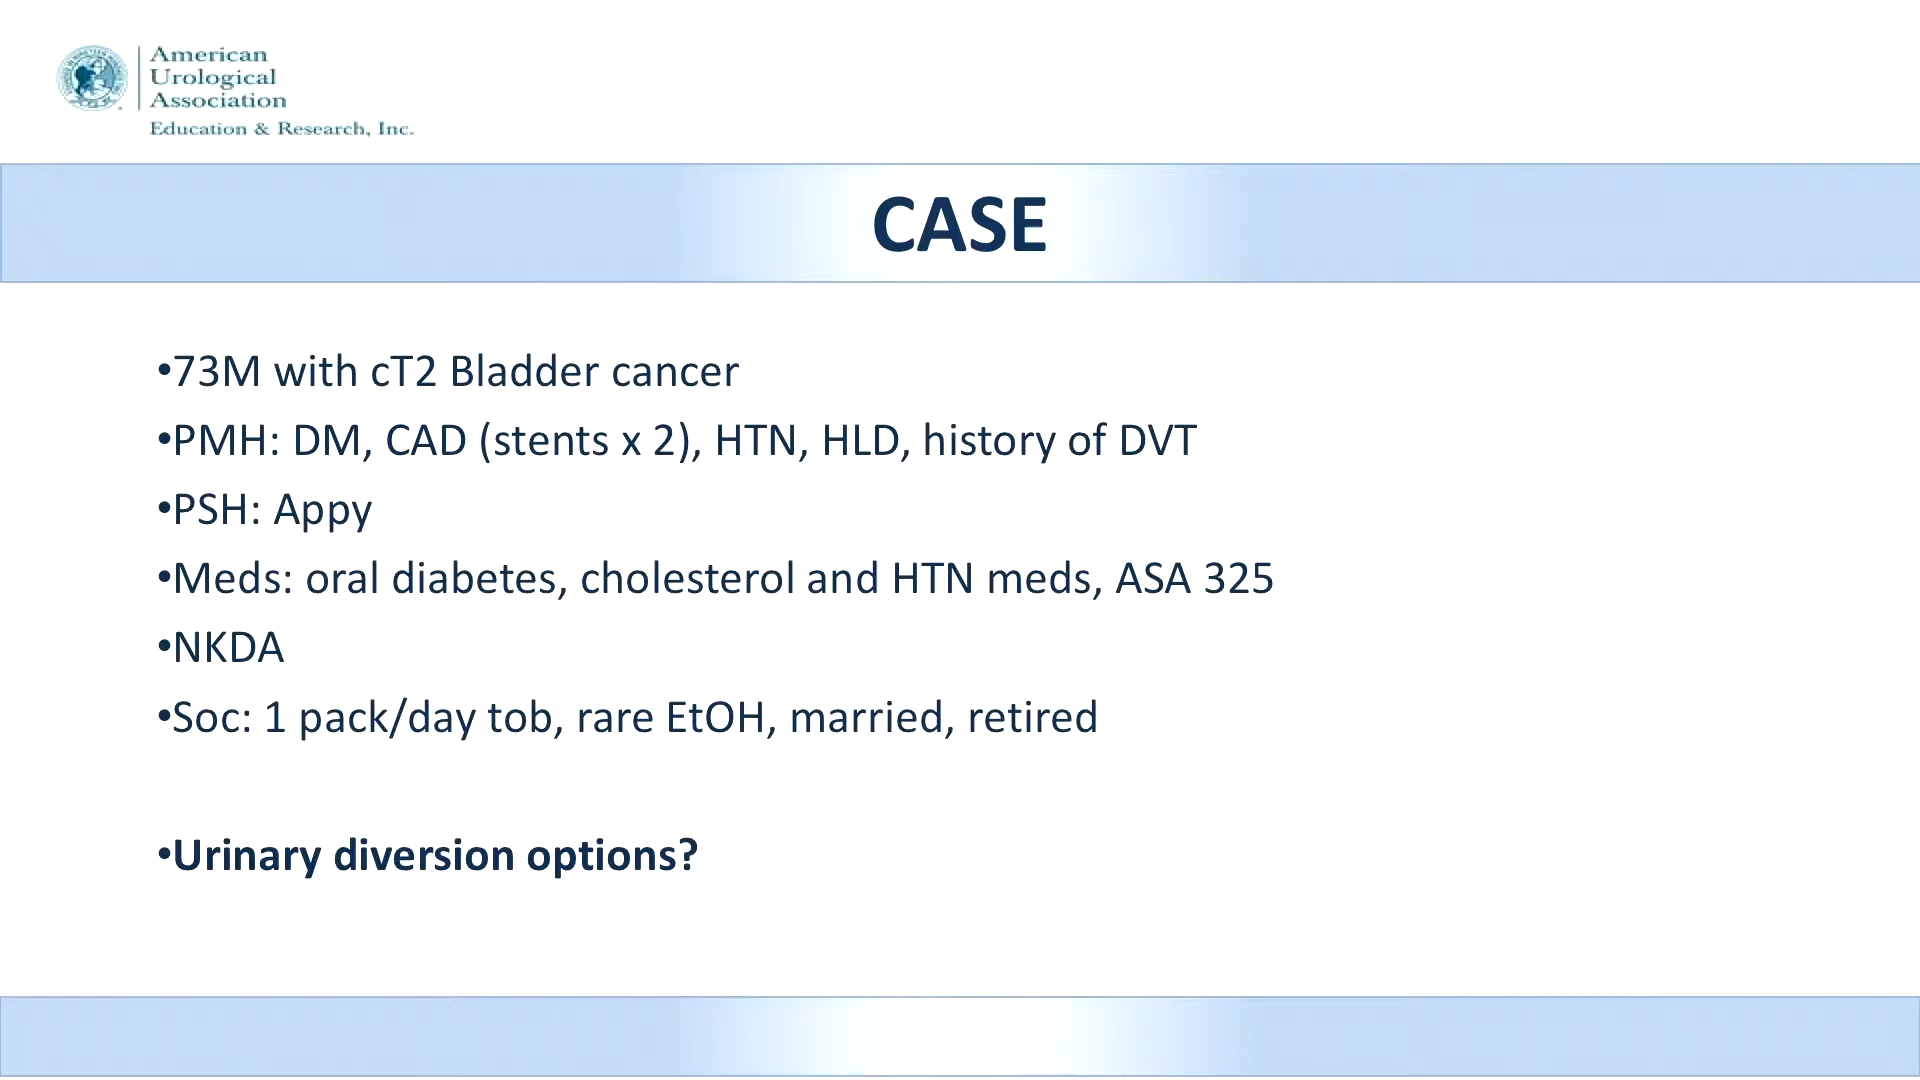 American
Urological
Association
Education & Research, Inc.
CASE
•73M with cT2 Bladder cancer
•PMH: DM, CAD (stents x 2), HTN, HLD, history of DVT
•PSH: Appy
•Meds: oral diabetes, cholesterol and HTN meds, ASA 325
•NKDA
•Soc: 1 pack/day tob, rare EtOH, married, retired
•Urinary diversion options?